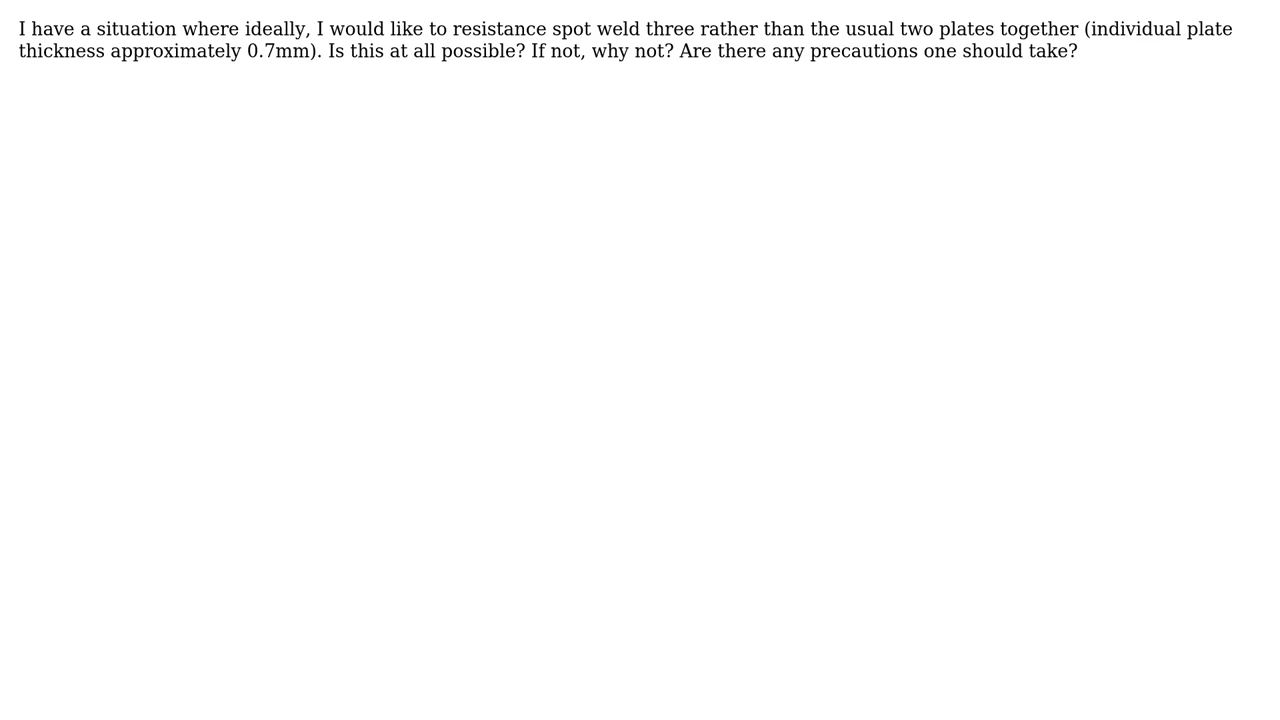 I have a situation where ideally, I would like to resistance spot weld three rather than the usual two plates together (individual plate
thickness approximately 0.7mm). Is this at all possible? If not, why not? Are there any precautions one should take?